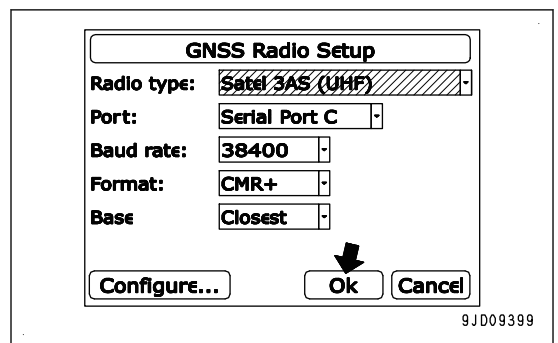 GNSS Radio Setup
Radio type: Satel 3AS (UHF)
Port: Serial Port C
Baud rate: 38400
Format: CMR+
Base Closest
Configure... Ok Cancel
9JD09399